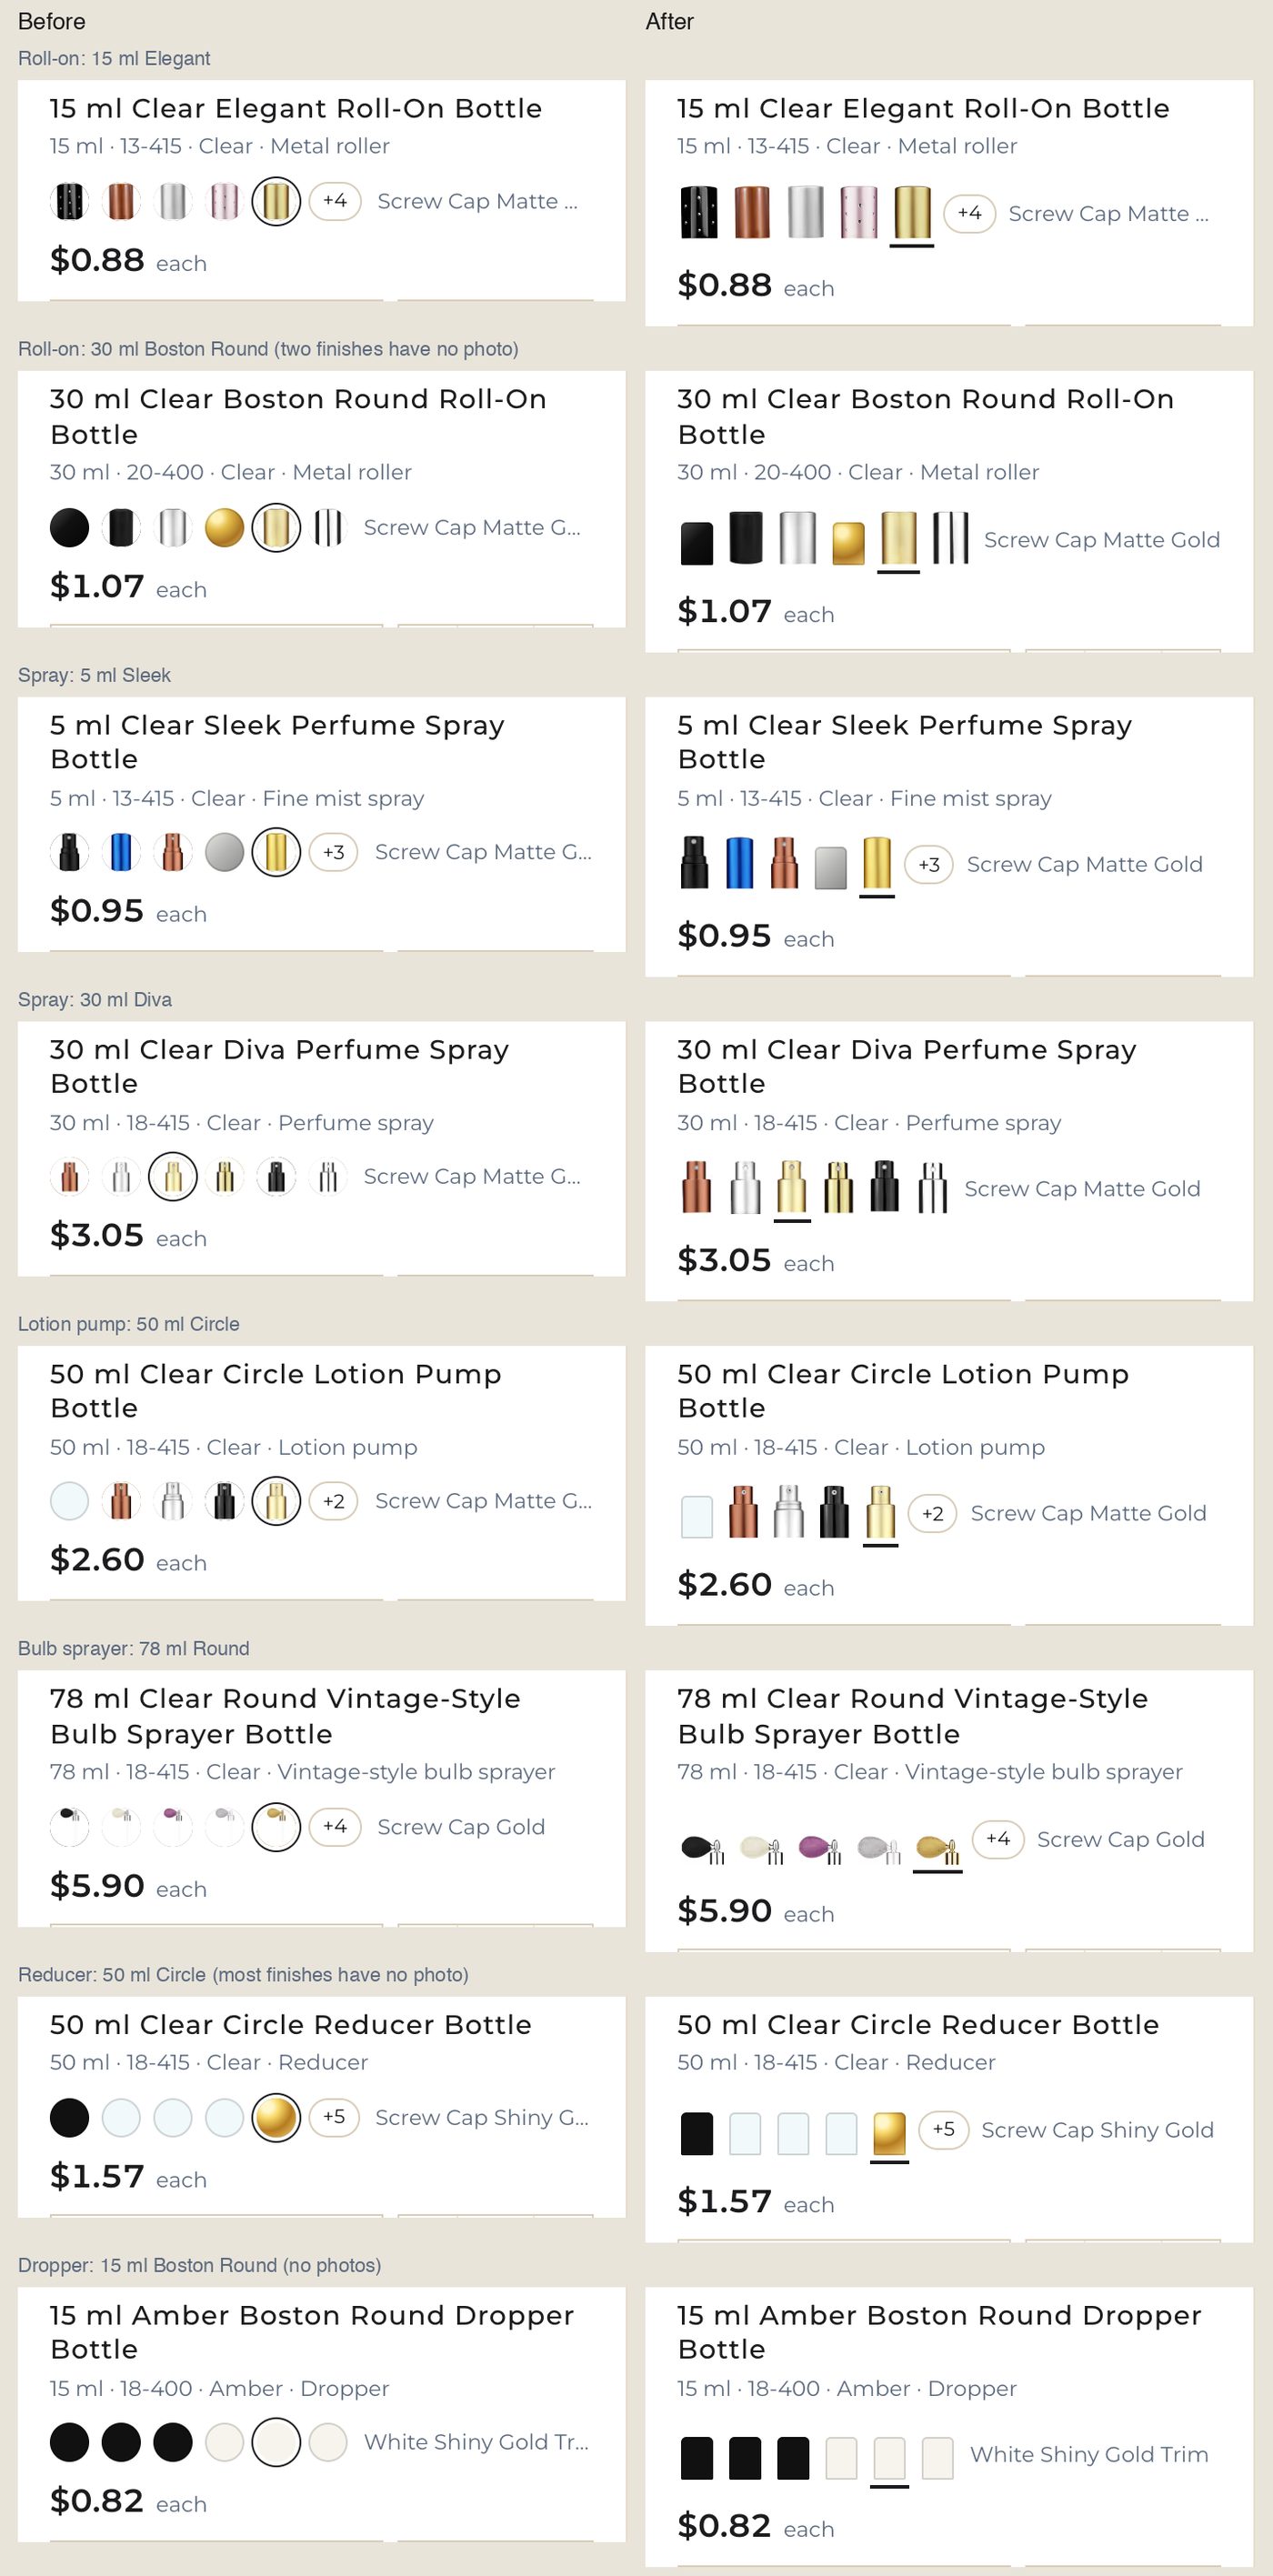 Before
After
Roll-on: 15 ml Elegant
15 ml Clear Elegant Roll-On Bottle
15 ml · 13-415 · Clear · Metal roller
+4
Screw Cap Matte ...
$0.88 each
15 ml Clear Elegant Roll-On Bottle
15 ml · 13-415 · Clear · Metal roller
+4
Screw Cap Matte ...
$0.88 each
Roll-on: 30 ml Boston Round (two finishes have no photo)
30 ml Clear Boston Round Roll-On
Bottle
30 ml · 20-400 · Clear · Metal roller
Screw Cap Matte G...
$1.07 each
30 ml Clear Boston Round Roll-On
Bottle
30 ml · 20-400 · Clear · Metal roller
Screw Cap Matte Gold
$1.07 each
Spray: 5 ml Sleek
5 ml Clear Sleek Perfume Spray
Bottle
5 ml · 13-415 · Clear · Fine mist spray
+3
Screw Cap Matte G...
$0.95 each
5 ml Clear Sleek Perfume Spray
Bottle
5 ml · 13-415 · Clear · Fine mist spray
+3
Screw Cap Matte Gold
$0.95 each
Spray: 30 ml Diva
30 ml Clear Diva Perfume Spray
Bottle
30 ml · 18-415 · Clear · Perfume spray
Screw Cap Matte G...
$3.05 each
30 ml Clear Diva Perfume Spray
Bottle
30 ml · 18-415 · Clear · Perfume spray
Screw Cap Matte Gold
$3.05 each
Lotion pump: 50 ml Circle
50 ml Clear Circle Lotion Pump
Bottle
50 ml · 18-415 · Clear · Lotion pump
+2
Screw Cap Matte G...
$2.60 each
50 ml Clear Circle Lotion Pump
Bottle
50 ml · 18-415 · Clear · Lotion pump
+2
Screw Cap Matte Gold
$2.60 each
Bulb sprayer: 78 ml Round
78 ml Clear Round Vintage-Style
Bulb Sprayer Bottle
78 ml · 18-415 · Clear · Vintage-style bulb sprayer
+4
Screw Cap Gold
$5.90 each
78 ml Clear Round Vintage-Style
Bulb Sprayer Bottle
78 ml · 18-415 · Clear · Vintage-style bulb sprayer
+4
Screw Cap Gold
$5.90 each
Reducer: 50 ml Circle (most finishes have no photo)
50 ml Clear Circle Reducer Bottle
50 ml · 18-415 · Clear · Reducer
+5
Screw Cap Shiny G...
$1.57 each
50 ml Clear Circle Reducer Bottle
50 ml · 18-415 · Clear · Reducer
+5
Screw Cap Shiny Gold
$1.57 each
Dropper: 15 ml Boston Round (no photos)
15 ml Amber Boston Round Dropper
Bottle
15 ml · 18-400 · Amber · Dropper
White Shiny Gold Tr...
$0.82 each
15 ml Amber Boston Round Dropper
Bottle
15 ml · 18-400 · Amber · Dropper
White Shiny Gold Trim
$0.82 each